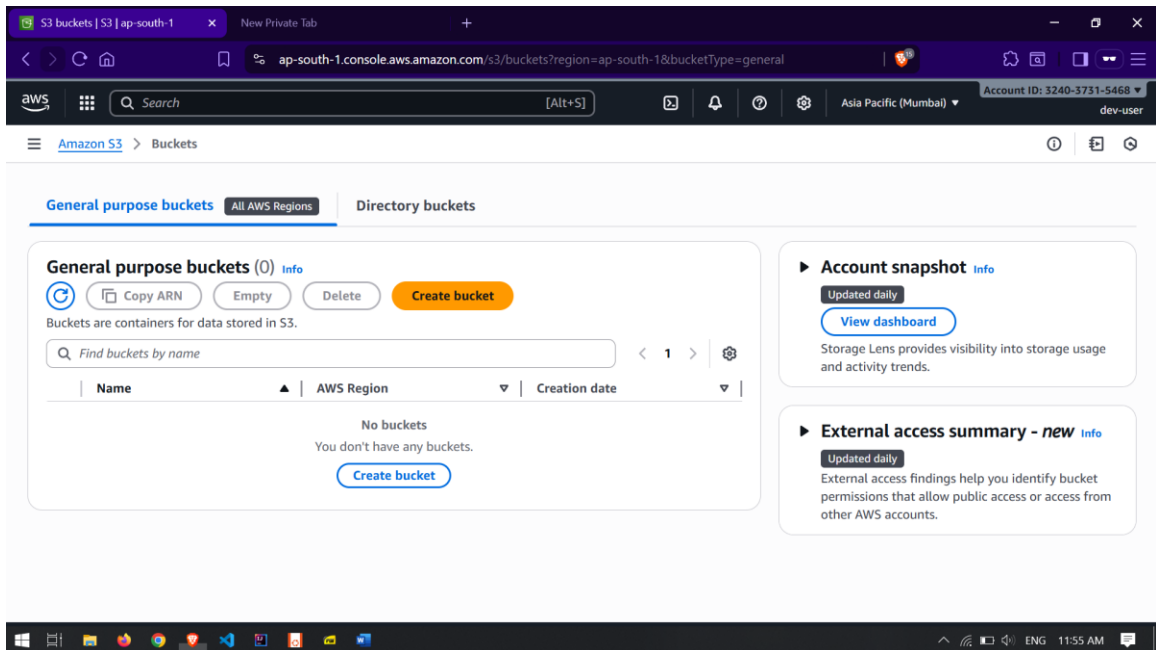 S3 buckets | S3 | ap-south-1
New Private Tab
ap-south-1.console.aws.amazon.com/s3/buckets?region=ap-south-1&bucketType=general
aws
Search [Alt+S]
Asia Pacific (Mumbai)
Account ID: 3240-3731-5468
dev-user
Amazon S3 > Buckets
General purpose buckets All AWS Regions
Directory buckets
General purpose buckets (0) Info
Copy ARN
Empty
Delete
Create bucket
Buckets are containers for data stored in S3.
Find buckets by name
1
Name
AWS Region
Creation date
No buckets
You don't have any buckets.
Create bucket
Account snapshot Info
Updated daily
View dashboard
Storage Lens provides visibility into storage usage
and activity trends.
External access summary - new Info
Updated daily
External access findings help you identify bucket
permissions that allow public access or access from
other AWS accounts.
ENG 11:55 AM